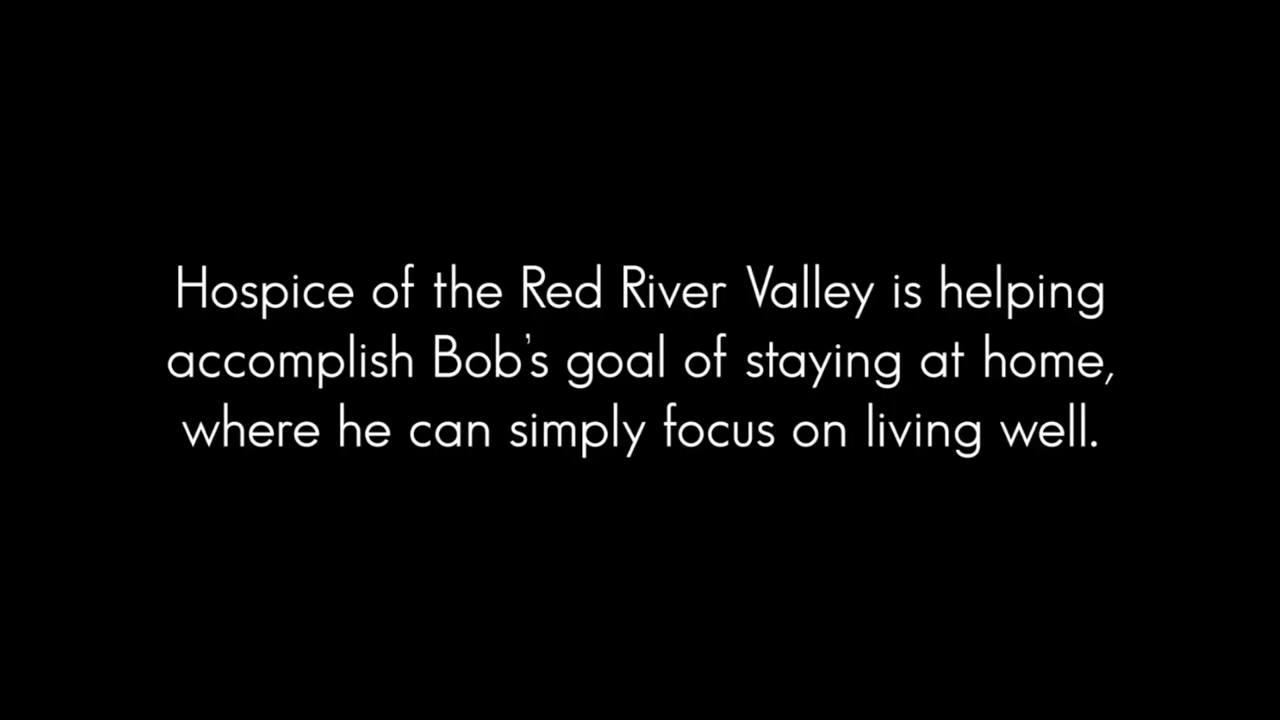 Hospice of the Red River Valley is helping
accomplish Bob's goal of staying at home,
where he can simply focus on living well.